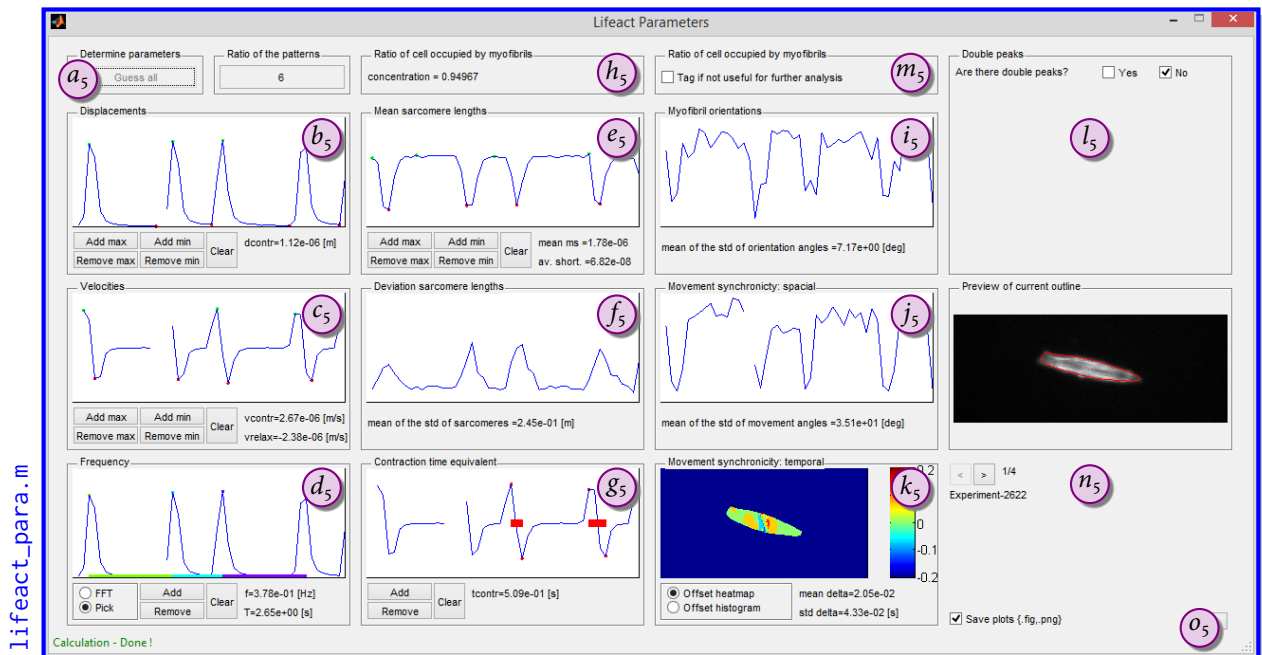 Lifeact Parameters
Determine parameters
Guess all
a5
Ratio of the patterns
6
Ratio of cell occupied by myofibrils
concentration = 0.94967
h5
Ratio of cell occupied by myofibrils
Tag if not useful for further analysis
m5
Double peaks
Are there double peaks? Yes No
l5
Displacements
b5
Add max Add min Clear
Remove max Remove min
dcontr=1.12e-06 [m]
Mean sarcomere lengths
e5
Add max Add min Clear
Remove max Remove min
mean ms =1.78e-06
av. short. =6.82e-08
Myofibril orientations
i5
mean of the std of orientation angles =7.17e+00 [deg]
Velocities
c5
Add max Add min Clear
Remove max Remove min
vcontr=2.67e-06 [m/s]
vrelax=-2.38e-06 [m/s]
Deviation sarcomere lengths
f5
mean of the std of sarcomeres =2.45e-01 [m]
Movement synchronicity: spacial
j5
mean of the std of movement angles =3.51e+01 [deg]
Preview of current outline
Frequency
d5
FFT
Pick
Add
Remove
Clear
f=3.78e-01 [Hz]
T=2.65e+00 [s]
Contraction time equivalent
g5
Add
Remove
Clear
tcontr=5.09e-01 [s]
Movement synchronicity: temporal
k5
0.2
0
-0.1
-0.2
Offset heatmap
Offset histogram
mean delta=2.05e-02
std delta=4.33e-02 [s]
< > 1/4
Experiment-2622
n5
Save plots {.fig,.png}
o5
Calculation - Done !
lifeact_para.m